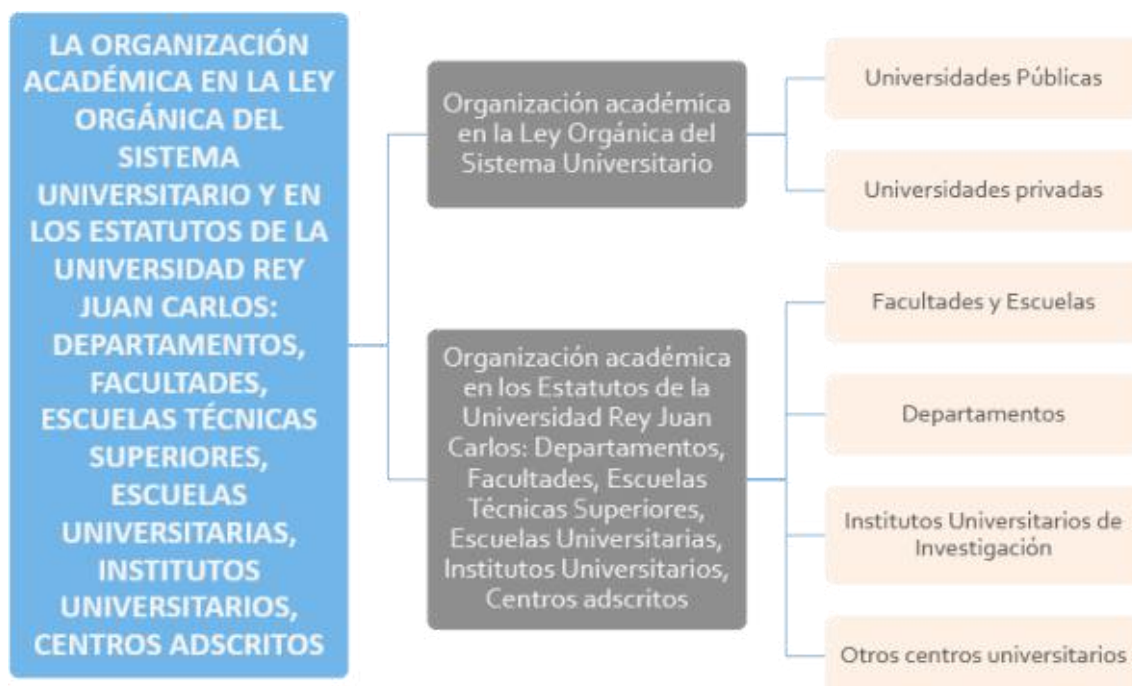 LA ORGANIZACIÓN
ACADÉMICA EN LA LEY
ORGÁNICA DEL
SISTEMA
UNIVERSITARIO Y EN
LOS ESTATUTOS DE LA
UNIVERSIDAD REY
JUAN CARLOS:
DEPARTAMENTOS,
FACULTADES,
ESCUELAS TÉCNICAS
SUPERIORES,
ESCUELAS
UNIVERSITARIAS,
INSTITUTOS
UNIVERSITARIOS,
CENTROS ADSCRITOS
Organización académica
en la Ley Orgánica del
Sistema Universitario
Universidades Públicas
Universidades privadas
Organización académica
en los Estatutos de la
Universidad Rey Juan
Carlos: Departamentos,
Facultades, Escuelas
Técnicas Superiores,
Escuelas Universitarias,
Institutos Universitarios,
Centros adscritos
Facultades y Escuelas
Departamentos
Institutos Universitarios de
Investigación
Otros centros universitarios